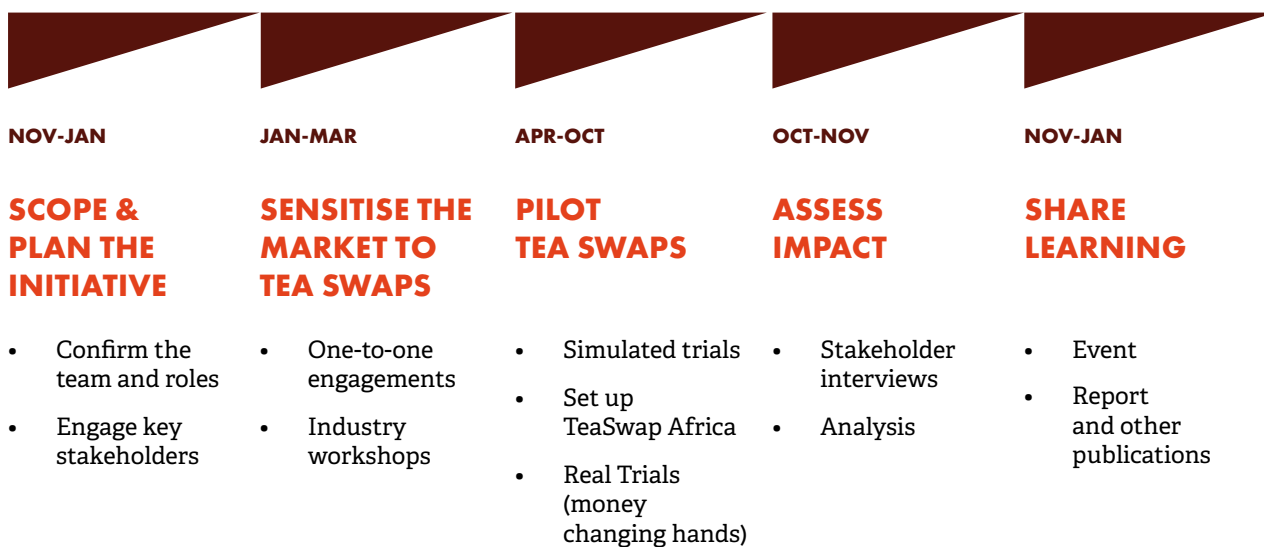 NOV-JAN
SCOPE &
PLAN THE
INITIATIVE
• Confirm the
team and roles
• Engage key
stakeholders
JAN-MAR
SENSITISE THE
MARKET TO
TEA SWAPS
• One-to-one
engagements
• Industry
workshops
APR-OCT
PILOT
TEA SWAPS
• Simulated trials
• Set up
TeaSwap Africa
• Real Trials
(money
changing hands)
OCT-NOV
ASSESS
IMPACT
• Stakeholder
interviews
• Analysis
NOV-JAN
SHARE
LEARNING
• Event
• Report
and other
publications